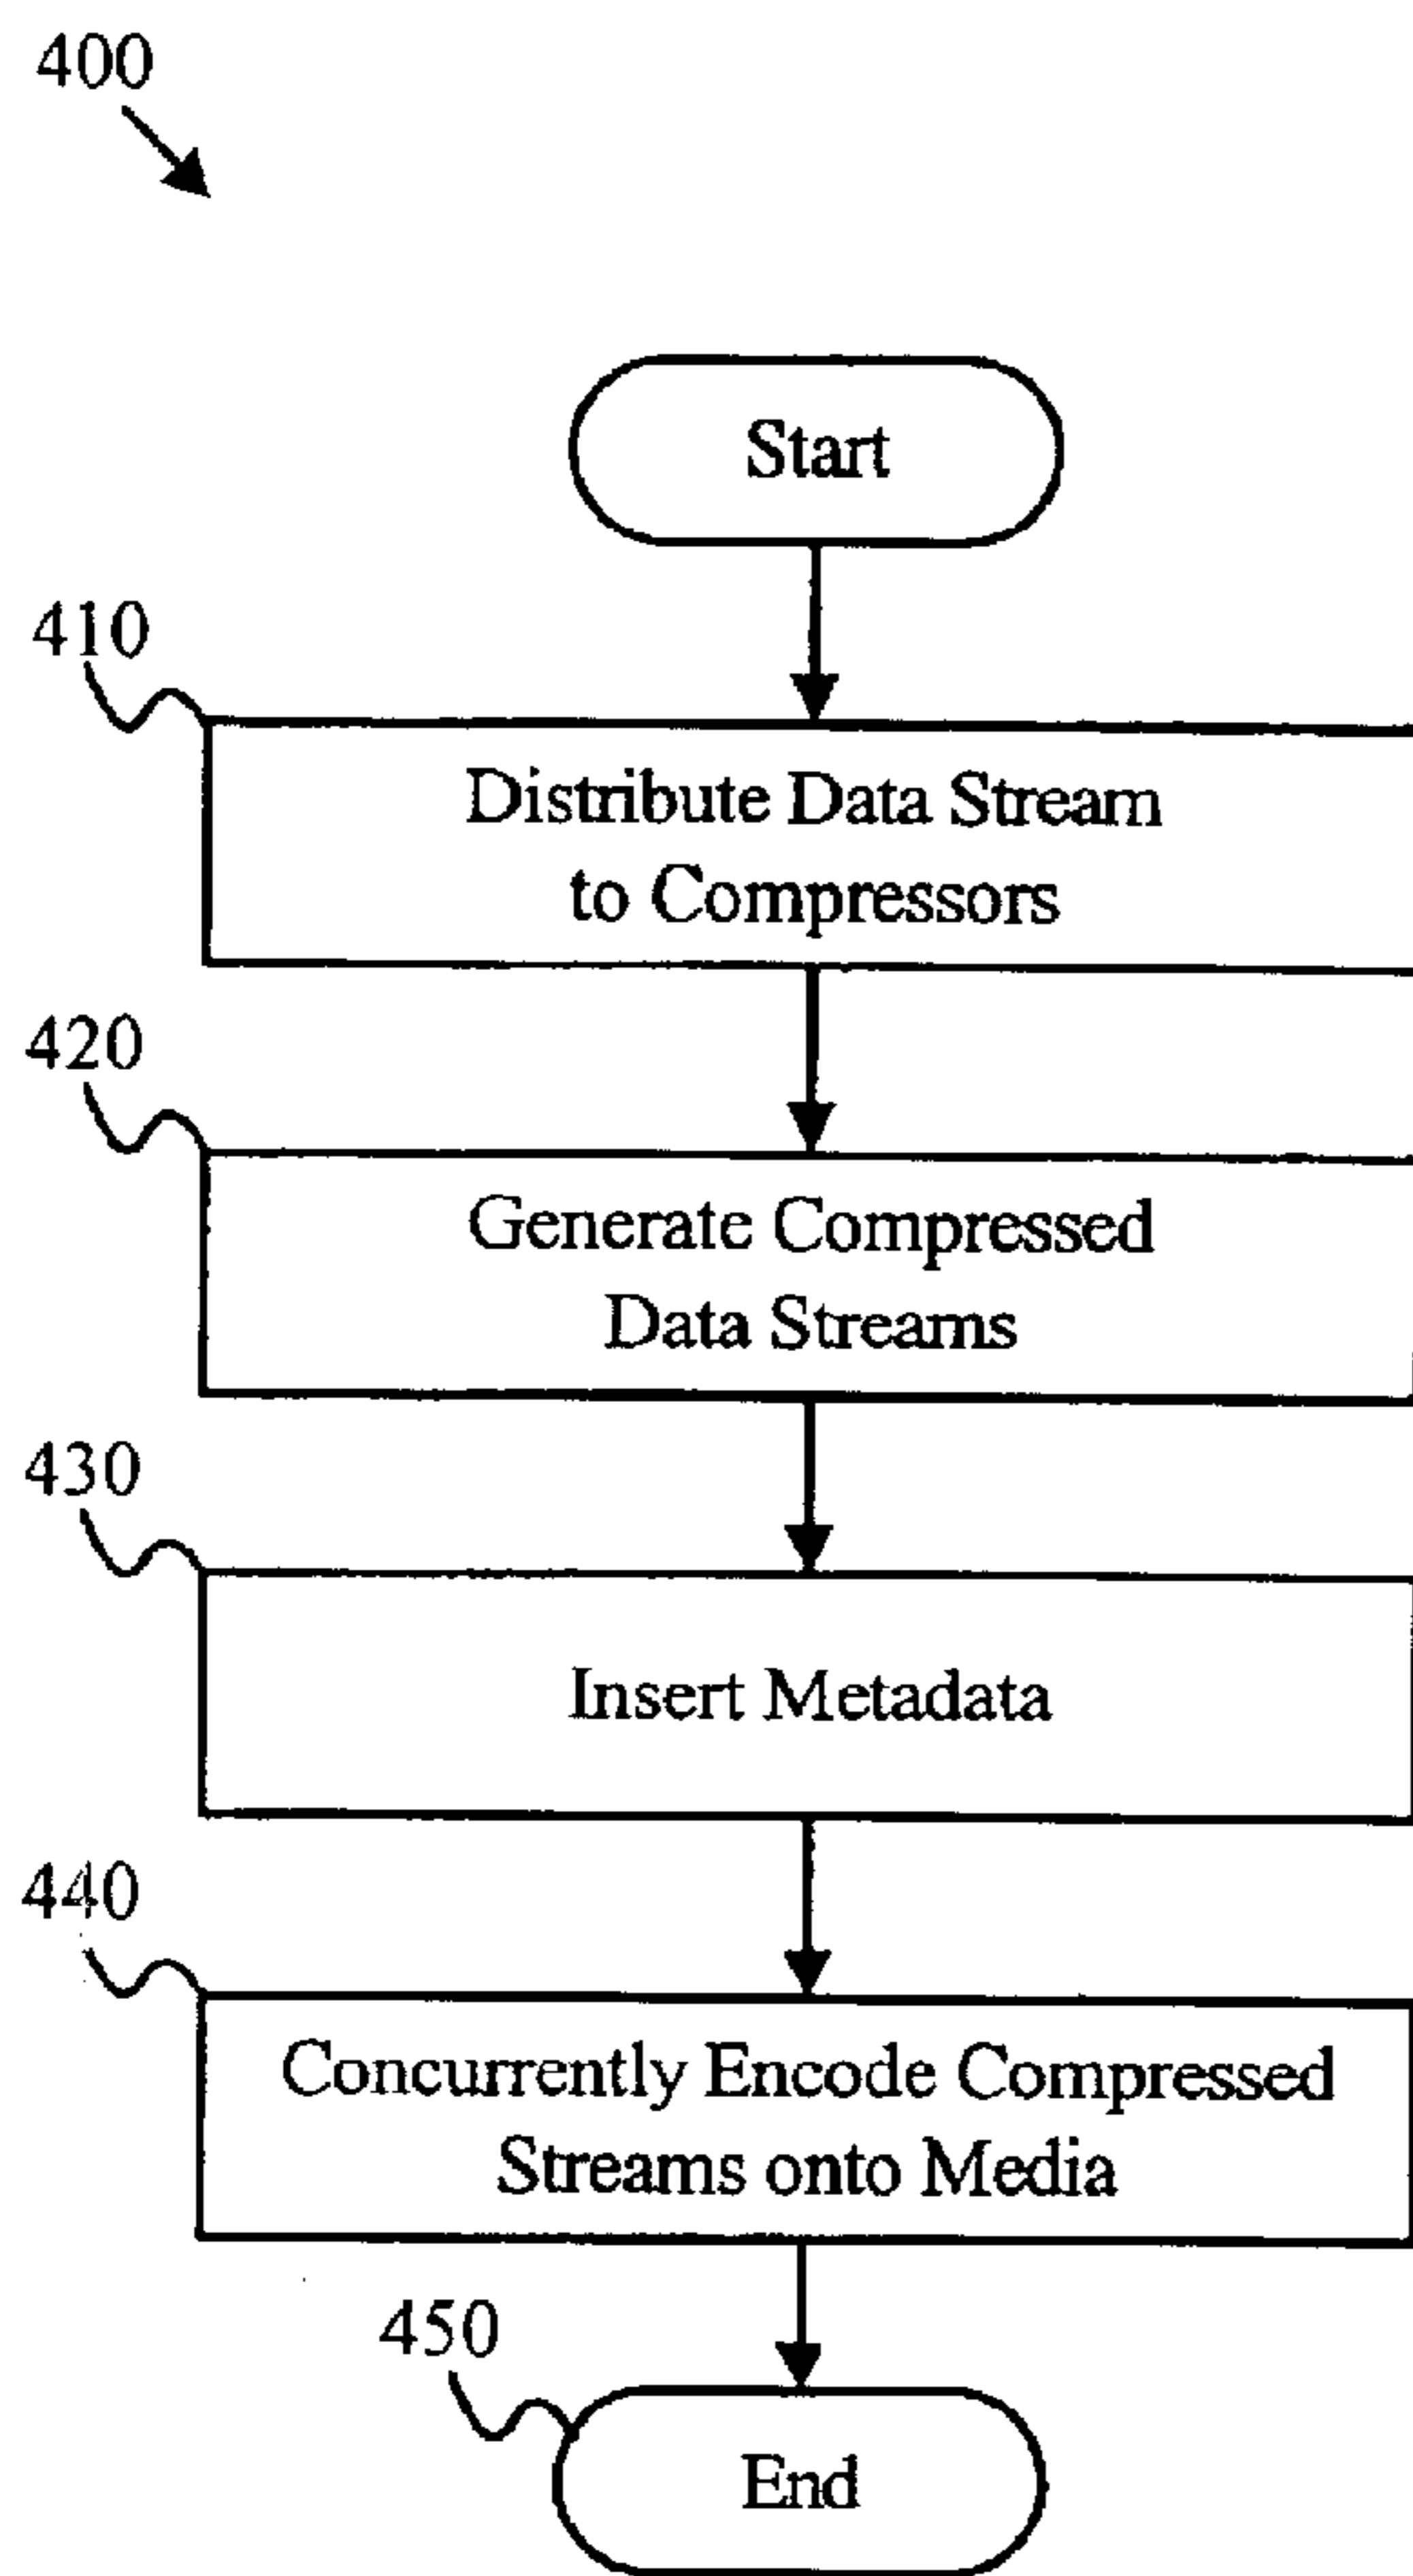 400
Start
410
Distribute Data Stream
to Compressors
420
Generate Compressed
Data Streams
430
Insert Metadata
440
Concurrently Encode Compressed
Streams onto Media
450
End